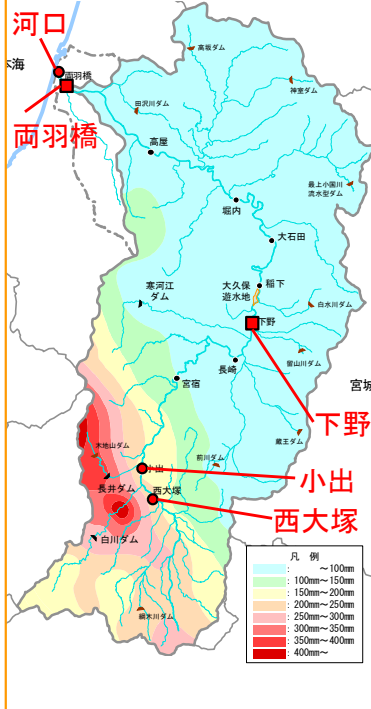 河口
本海
両羽橋
両羽橋
高坂ダム
神室ダム
田沢川ダム
高屋
最上小国川
流水型ダム
堀内
大石田
寒河江
ダム
大久保
遊水地
稲下
白水川ダム
下野
留山川ダム
長崎
宮宿
宮城
下野
蔵王ダム
前川ダム
木地山ダム
小出
小出
長井ダム
西大塚
西大塚
白川ダム
綱木川ダム
凡 例
: ～100mm
: 100mm～150mm
: 150mm～200mm
: 200mm～250mm
: 250mm～300mm
: 300mm～350mm
: 350mm～400mm
: 400mm～